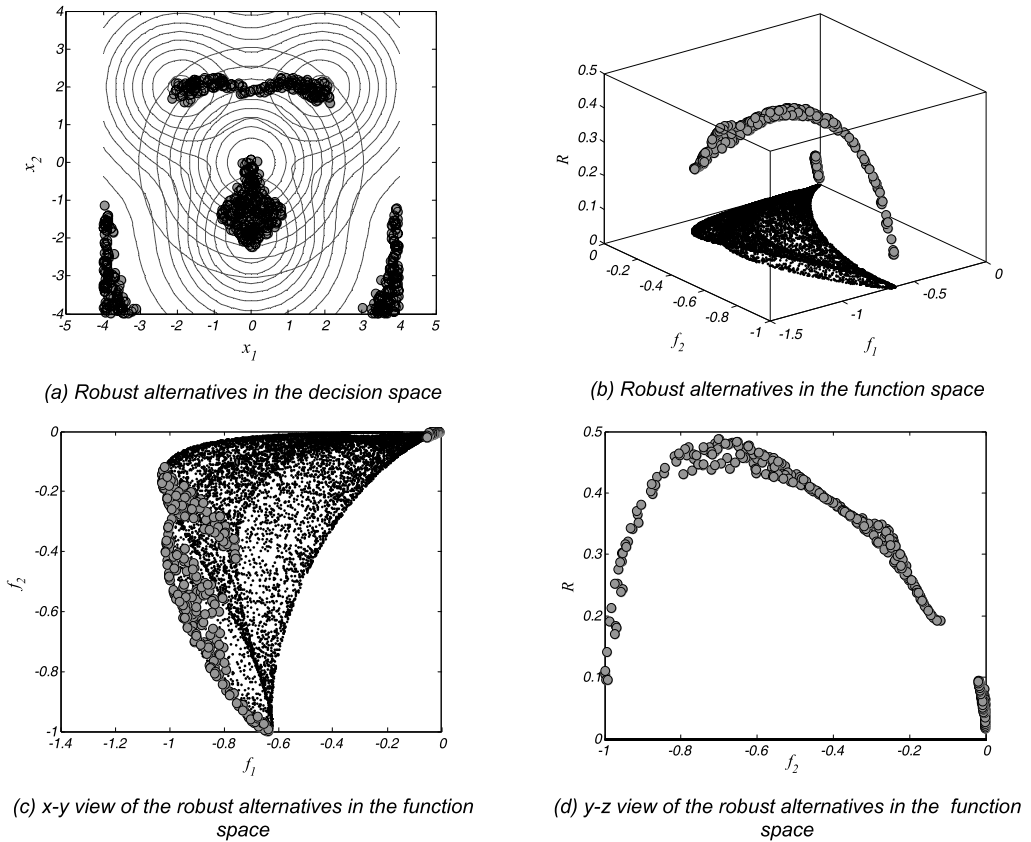 4
3
2
1
0
-1
-2
-3
-4
x2
-5 -4 -3 -2 -1 0 1 2 3 4 5
x1
(a) Robust alternatives in the decision space
0.5
0.4
0.3
0.2
0.1
0
R
0
-0.2
-0.4
-0.6
-0.8
-1
f2
-1.5
-1
-0.5
0
f1
(b) Robust alternatives in the function space
0
-0.2
-0.4
-0.6
-0.8
-1
f2
-1.4 -1.2 -1 -0.8 -0.6 -0.4 -0.2 0
f1
(c) x-y view of the robust alternatives in the function
space
0.5
0.4
0.3
0.2
0.1
0
R
-1 -0.8 -0.6 -0.4 -0.2 0
f2
(d) y-z view of the robust alternatives in the function
space